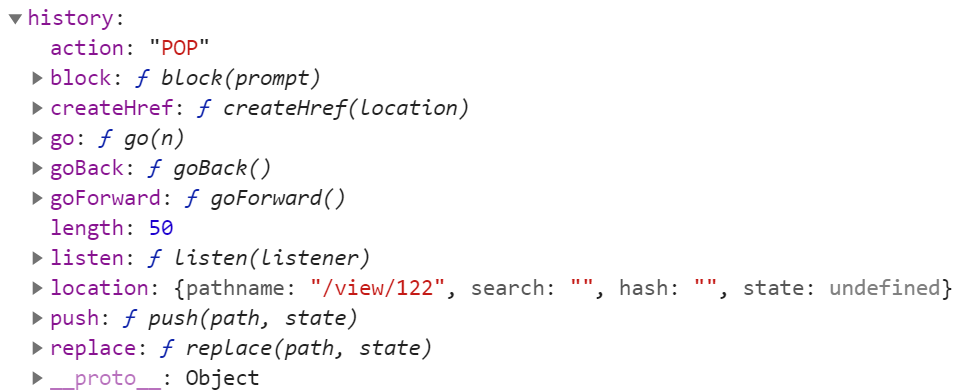 history:
action: "POP"
block: ƒ block(prompt)
createHref: ƒ createHref(location)
go: ƒ go(n)
goBack: ƒ goBack()
goForward: ƒ goForward()
length: 50
listen: ƒ listen(listener)
location: {pathname: "/view/122", search: "", hash: "", state: undefined}
push: ƒ push(path, state)
replace: ƒ replace(path, state)
__proto__: Object